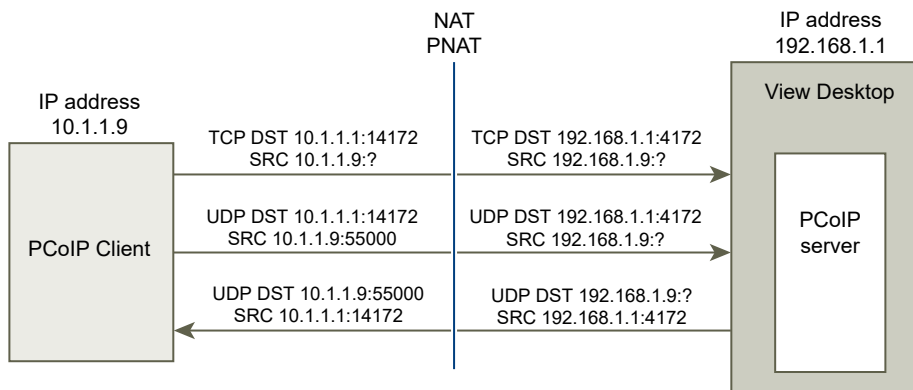 NAT
PNAT
IP address
192.168.1.1
View Desktop
IP address
10.1.1.9
TCP DST 10.1.1.1:14172
SRC 10.1.1.9:?
TCP DST 192.168.1.1:4172
SRC 192.168.1.9:?
PCoIP Client
UDP DST 10.1.1.1:14172
SRC 10.1.1.9:55000
UDP DST 192.168.1.1:4172
SRC 192.168.1.9:?
PCoIP
server
UDP DST 10.1.1.9:55000
SRC 10.1.1.1:14172
UDP DST 192.168.1.9:?
SRC 192.168.1.1:4172